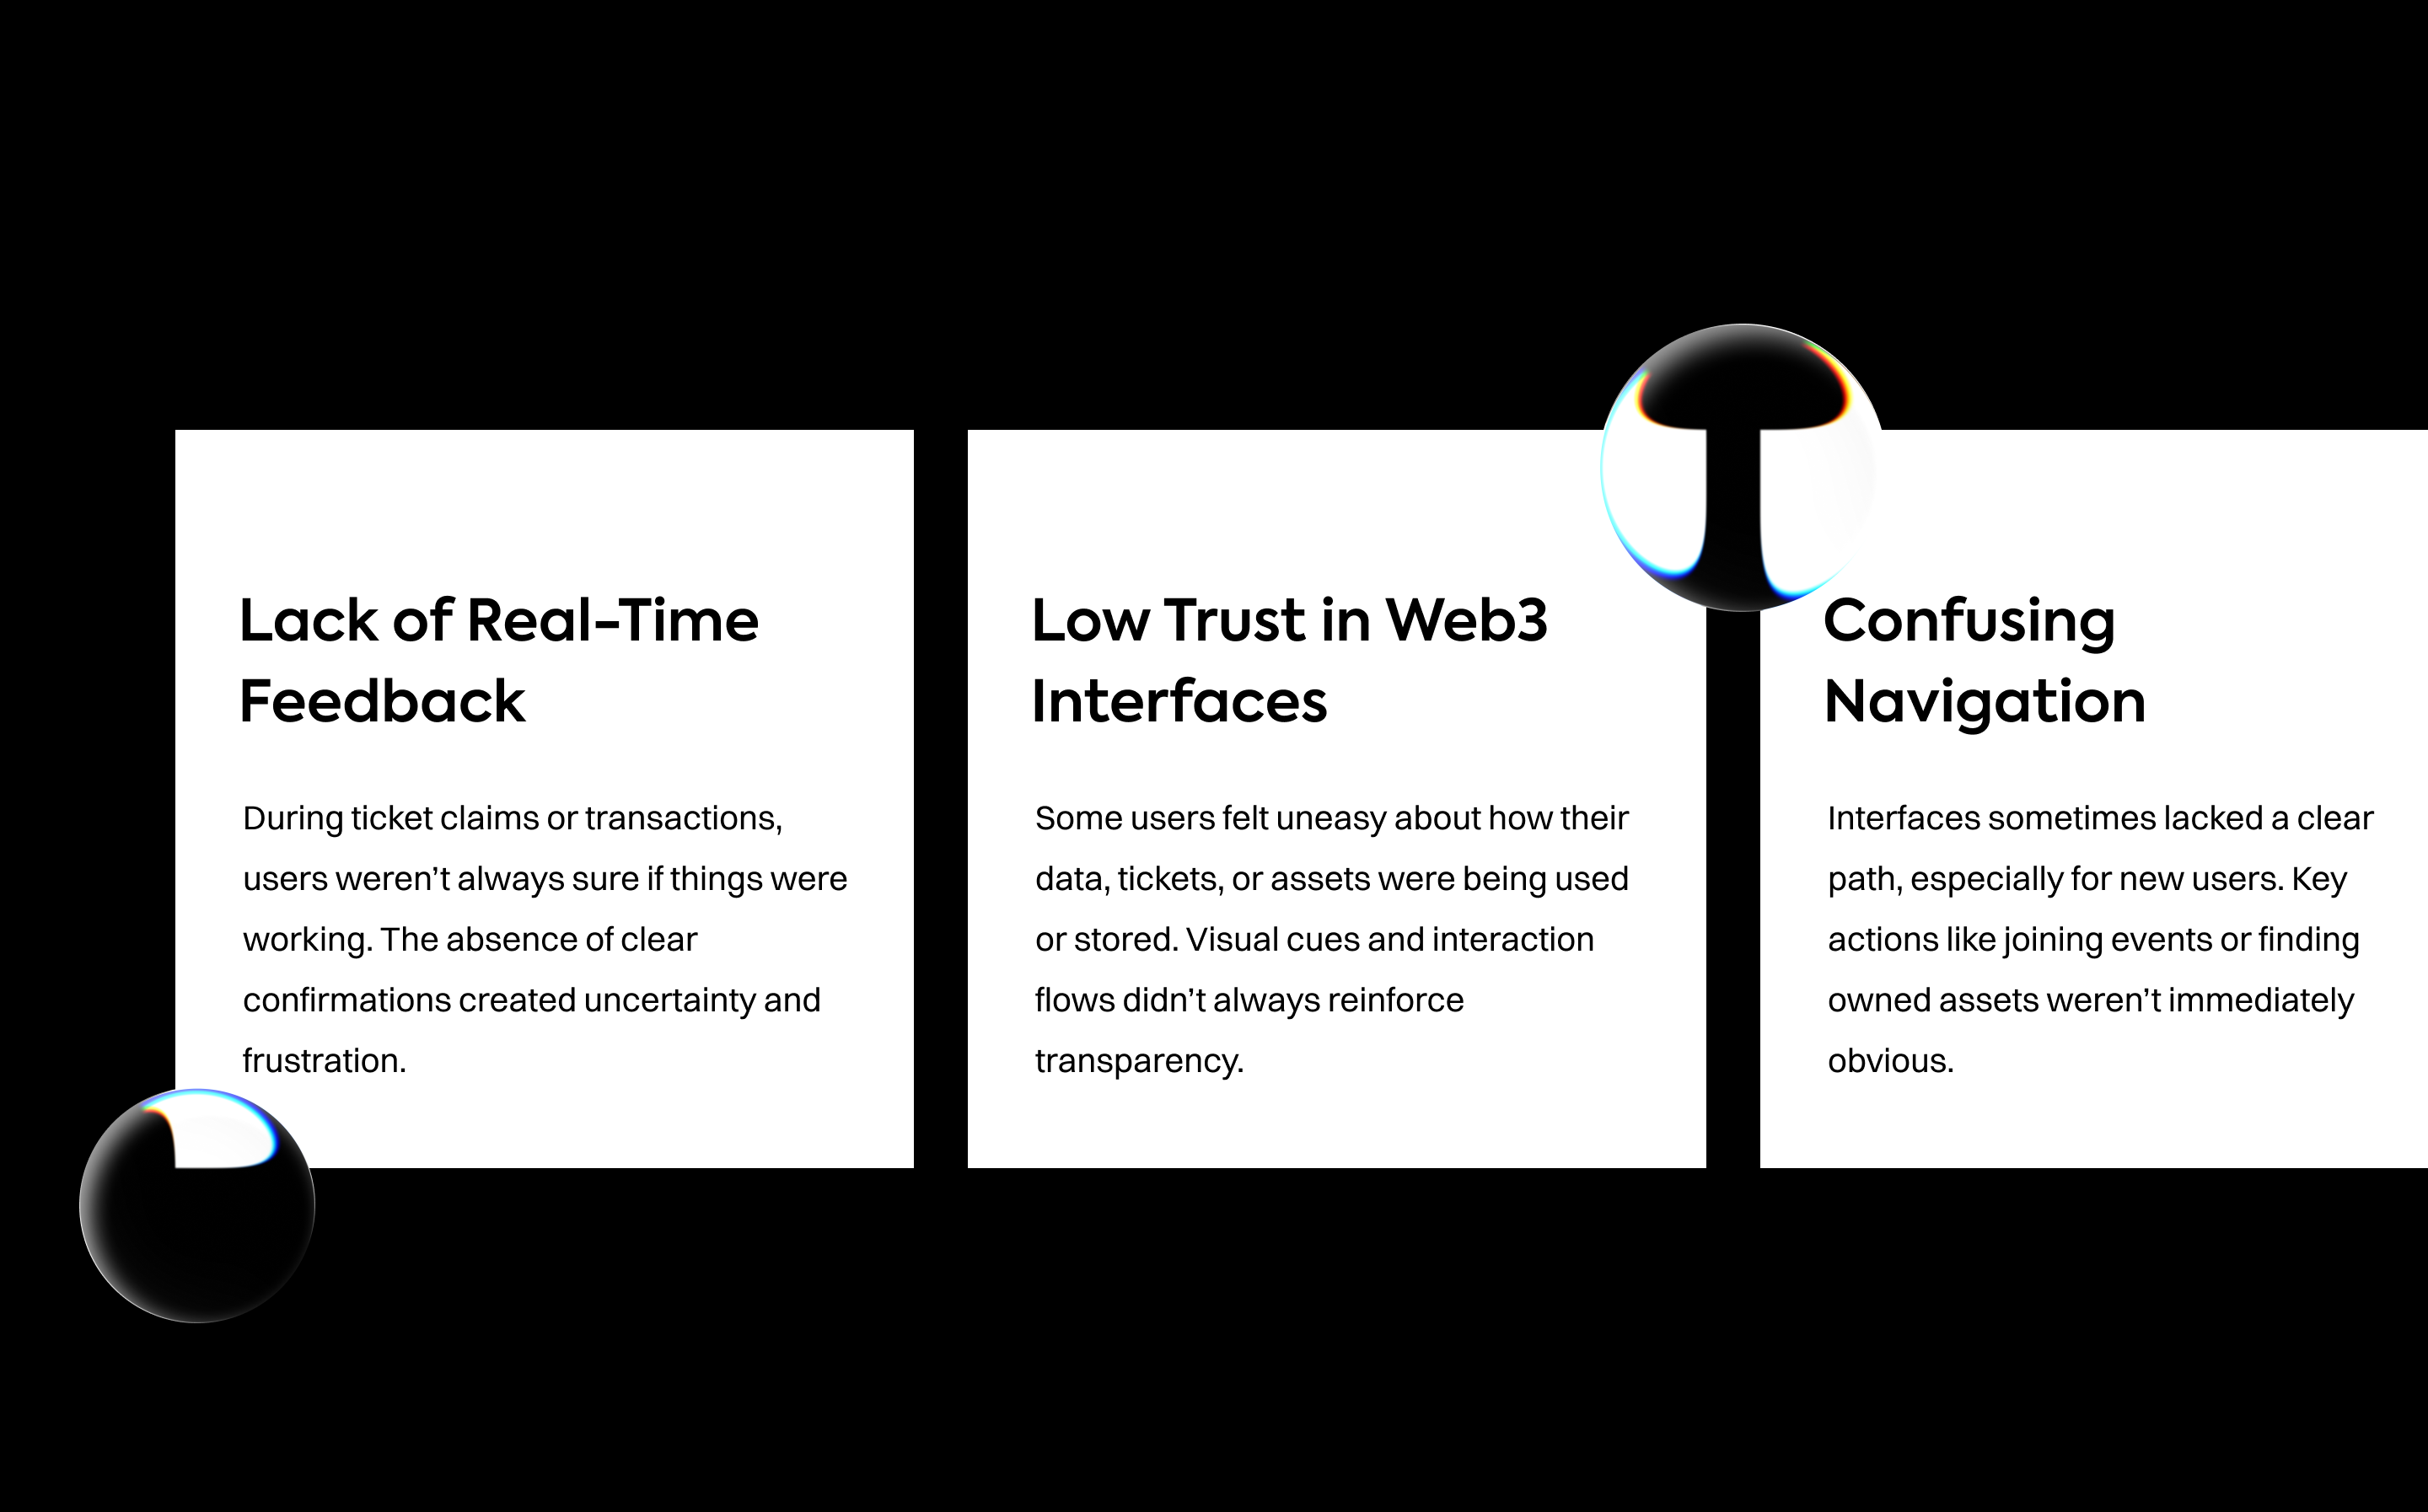 Lack of Real-Time
Feedback
During ticket claims or transactions,
users weren’t always sure if things were
working. The absence of clear
confirmations created uncertainty and
frustration.
Low Trust in Web3
Interfaces
Some users felt uneasy about how their
data, tickets, or assets were being used
or stored. Visual cues and interaction
flows didn’t always reinforce
transparency.
Confusing
Navigation
Interfaces sometimes lacked a clear
path, especially for new users. Key
actions like joining events or finding
owned assets weren’t immediately
obvious.